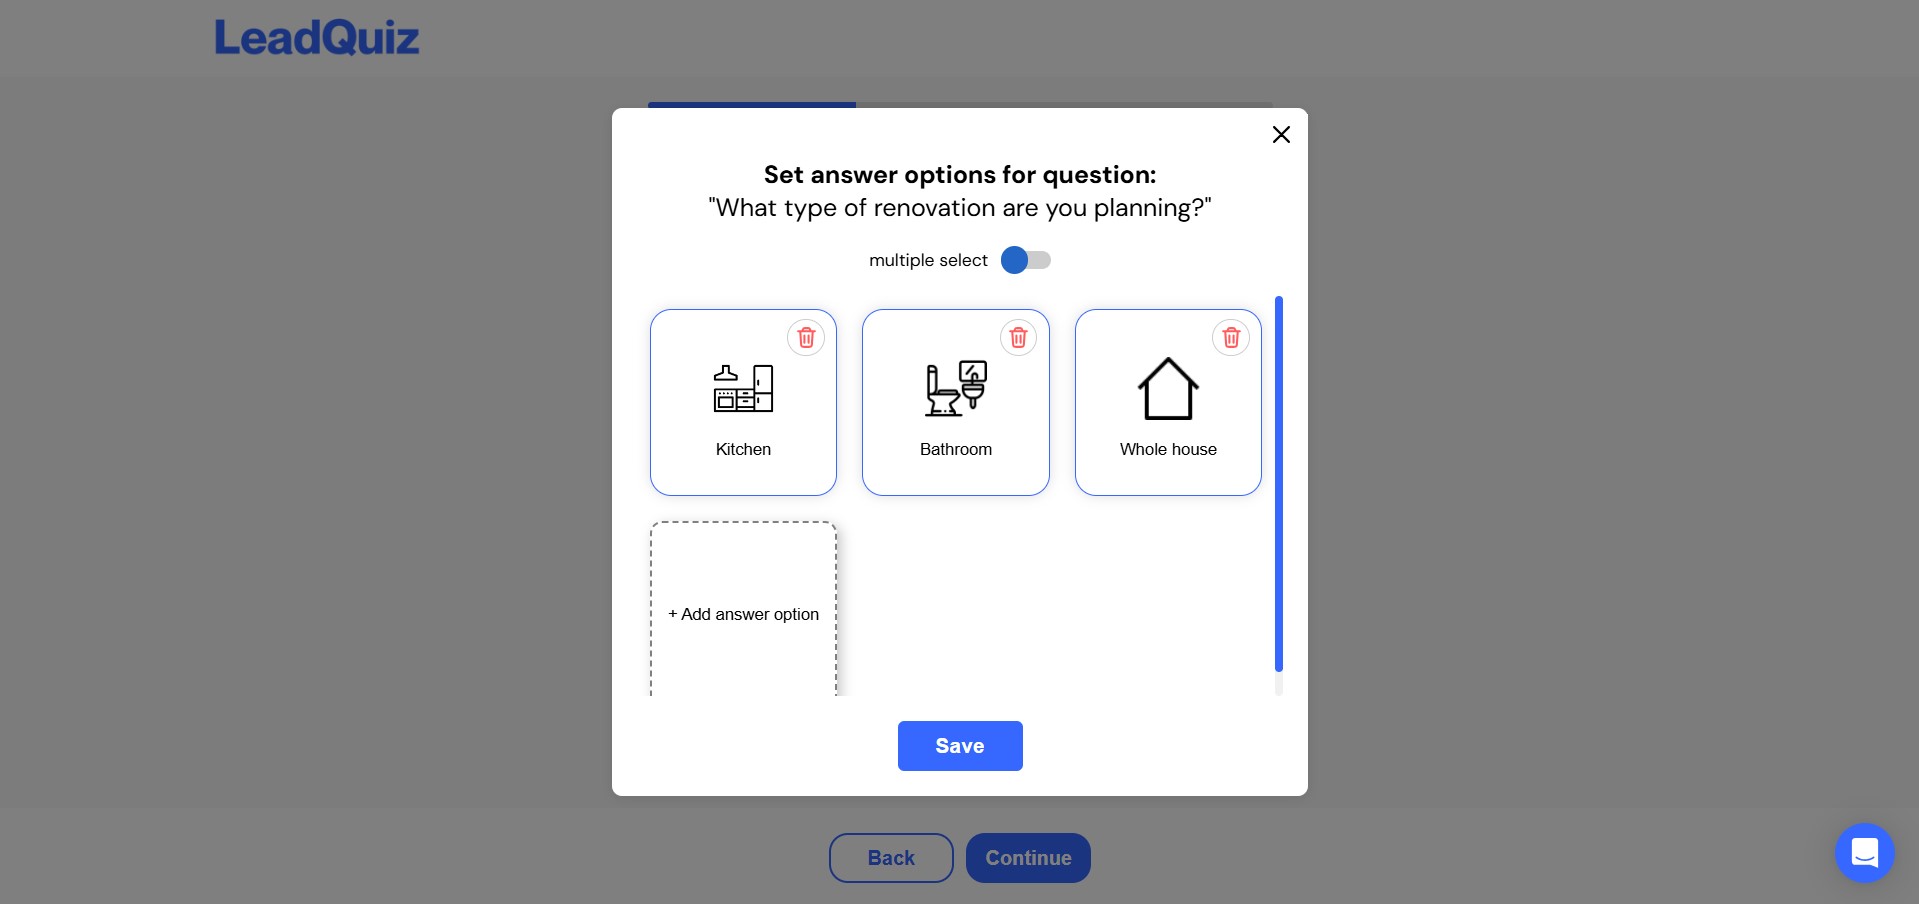 LeadQuiz
Set answer options for question:
"What type of renovation are you planning?"
multiple select
Kitchen
Bathroom
Whole house
+ Add answer option
Save
Back
Continue